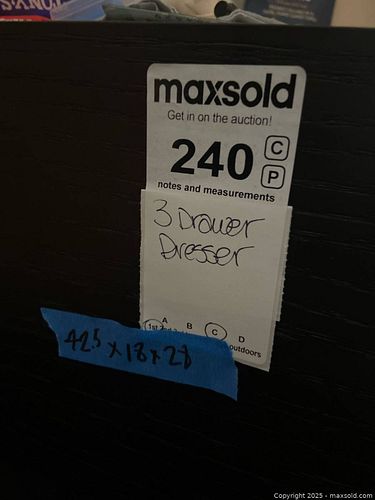 maxsold
Get in on the auction!
240
C
P
notes and measurements
3 Drawer
Dresser
A B C D
1st
outdoors
42.5 x 18 x 28
Copyright 2025 - maxsold.com